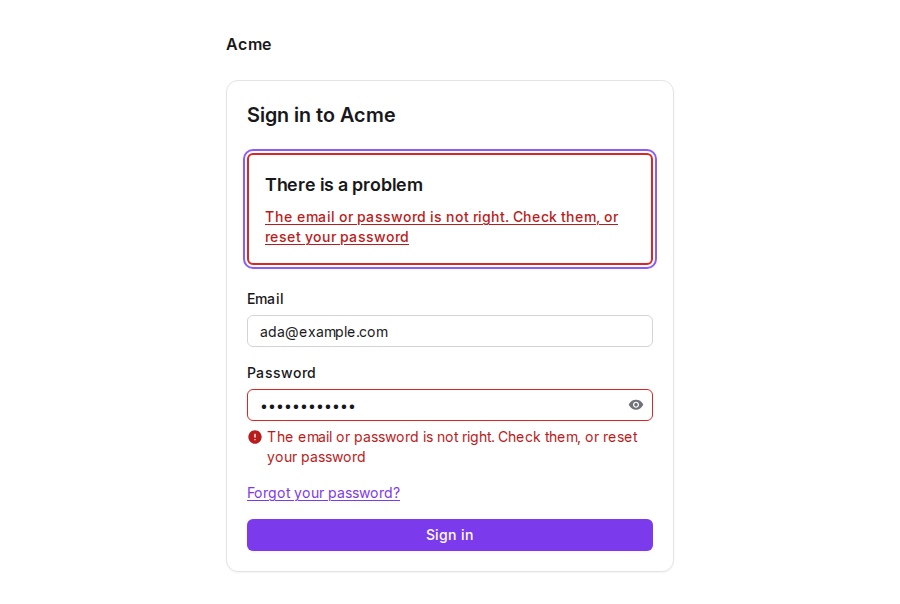 Acme
Sign in to Acme
There is a problem
The email or password is not right. Check them, or
reset your password
Email
ada@example.com
Password
••••••••••••
The email or password is not right. Check them, or reset
your password
Forgot your password?
Sign in